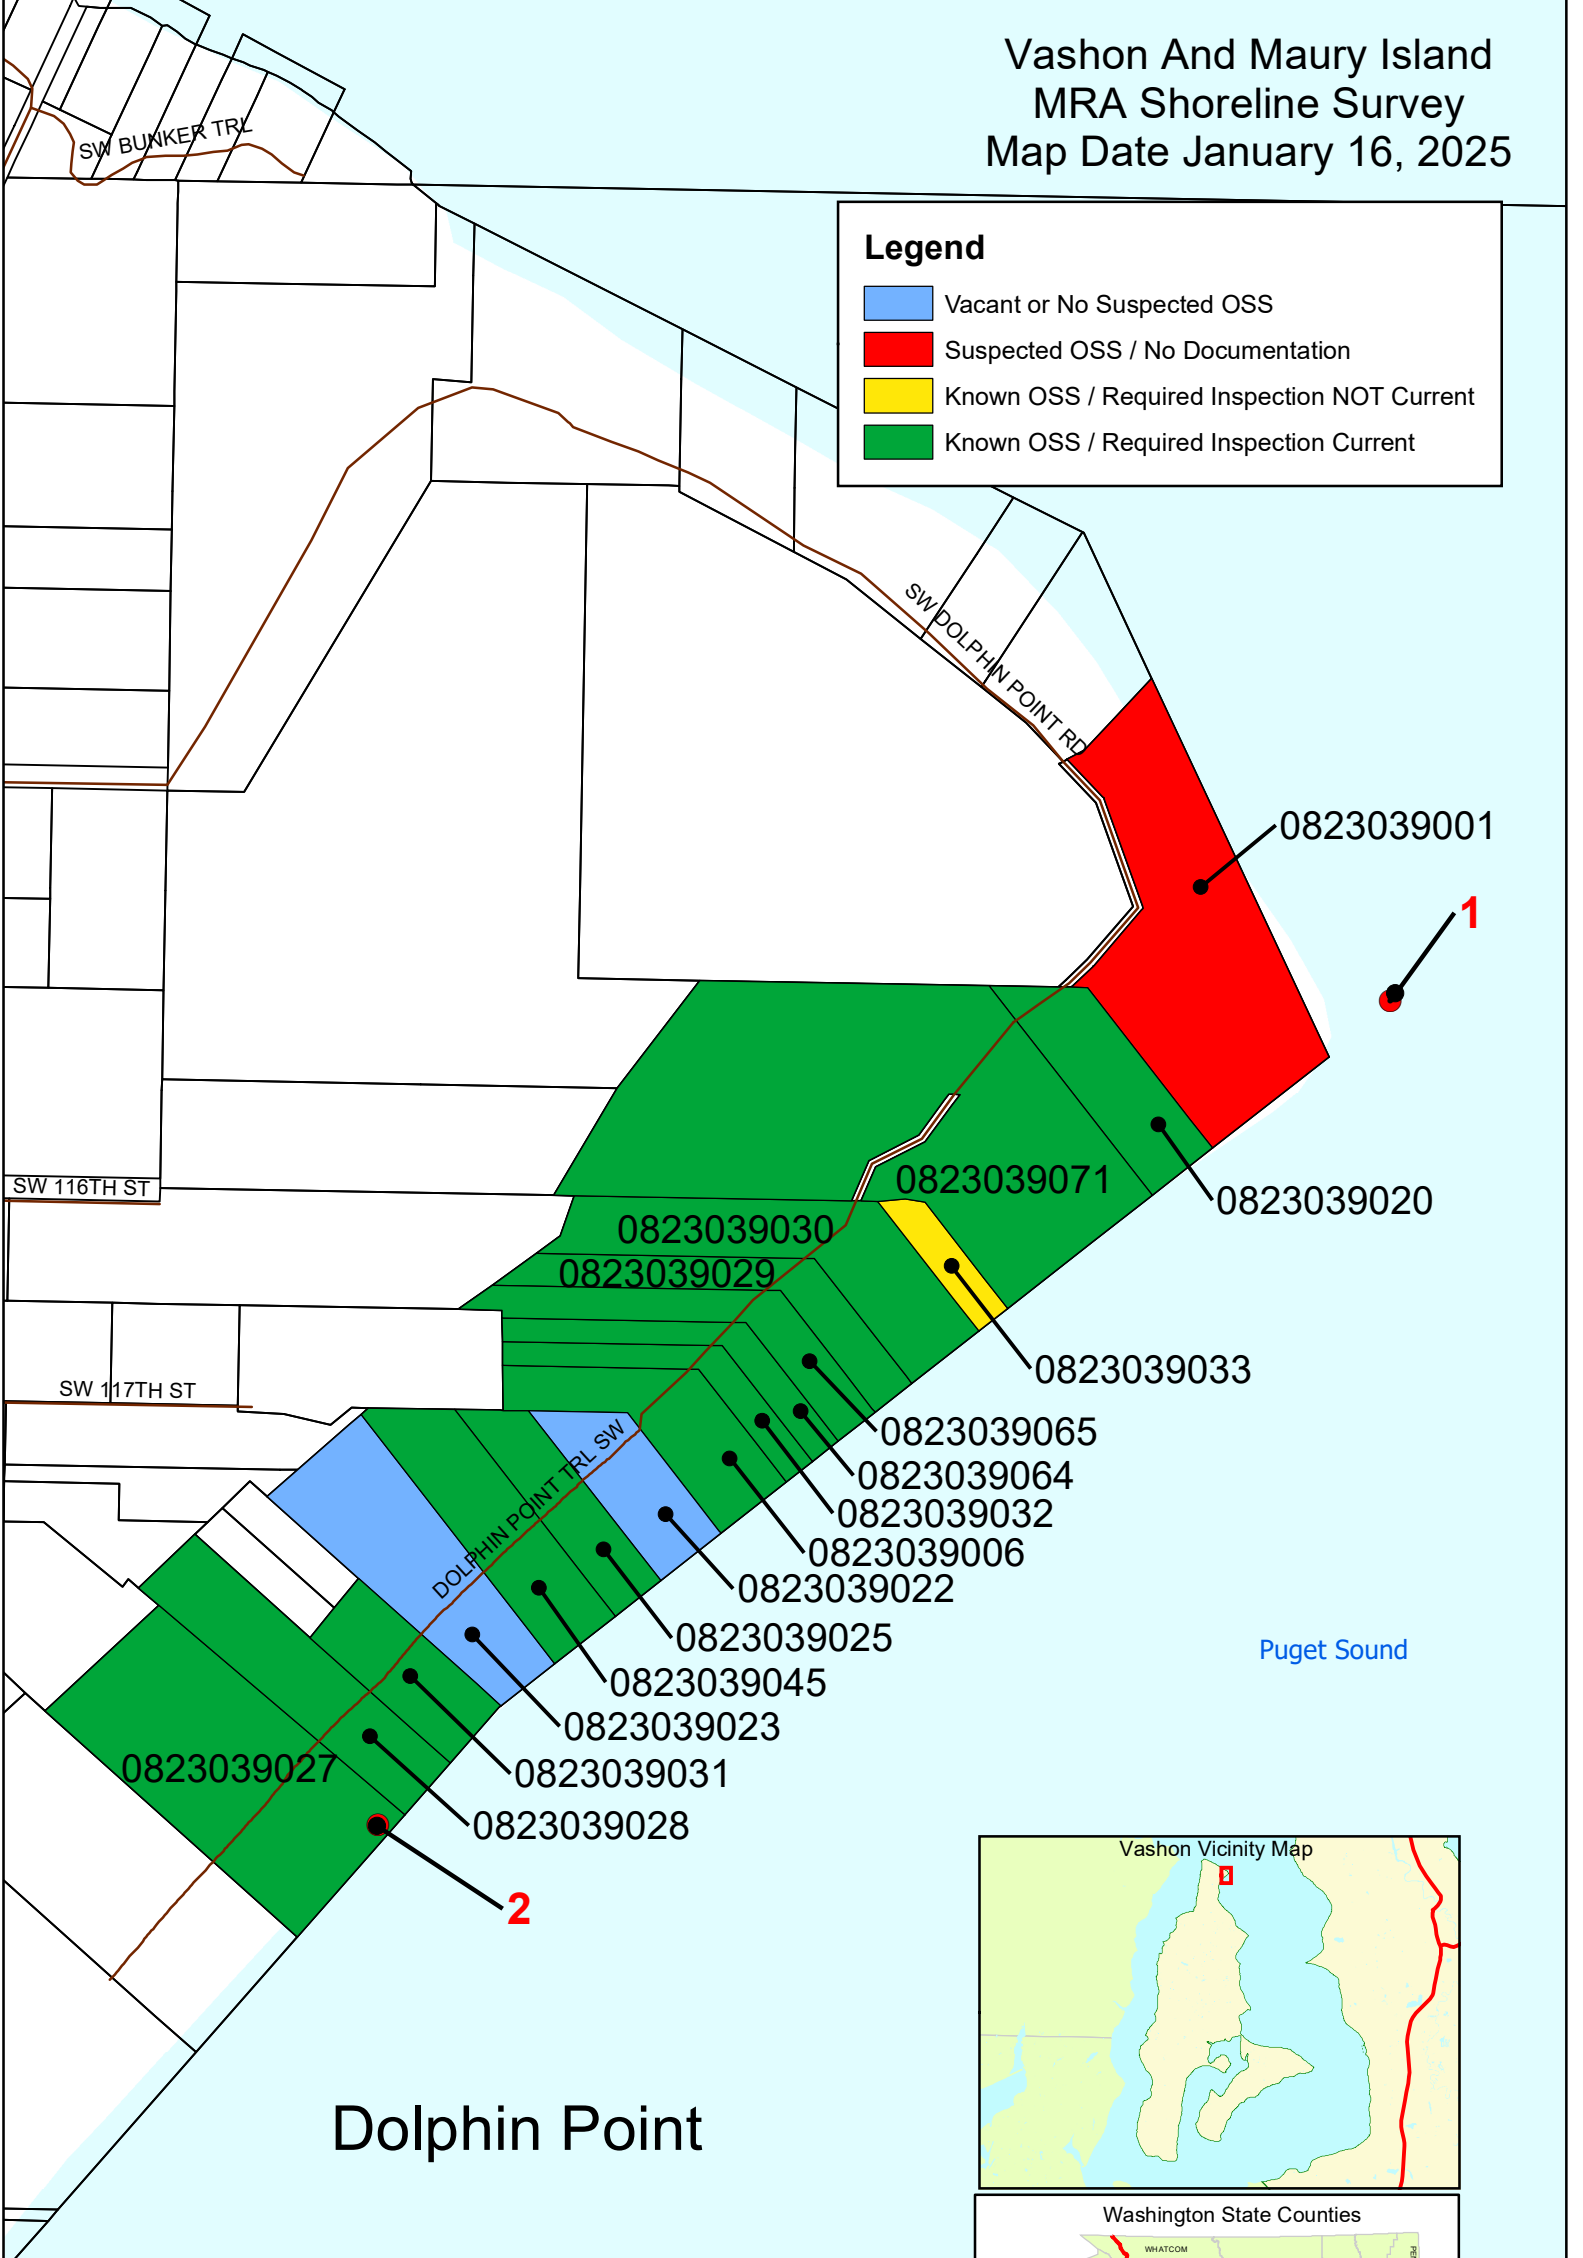 Vashon And Maury Island
MRA Shoreline Survey
Map Date January 16, 2025
SW BUNKER TRL
Legend
Vacant or No Suspected OSS
Suspected OSS / No Documentation
Known OSS / Required Inspection NOT Current
Known OSS / Required Inspection Current
SW DOLPHIN POINT RD
0823039001
1
0823039071
SW 116TH ST
0823039020
0823039030
0823039029
0823039033
SW 117TH ST
0823039065
0823039064
0823039032
0823039006
0823039022
DOLPHIN POINT TRL SW
0823039025
0823039045
0823039023
0823039031
0823039027
0823039028
2
Puget Sound
Vashon Vicinity Map
Dolphin Point
Washington State Counties
WHATCOM